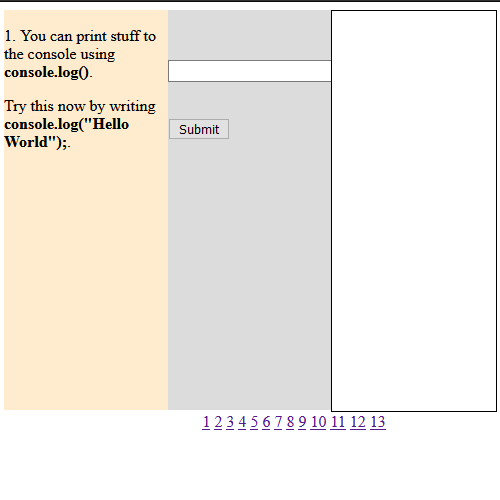 1. You can print stuff to
the console using
console.log().
Try this now by writing
console.log("Hello
World");.
Submit
1 2 3 4 5 6 7 8 9 10 11 12 13